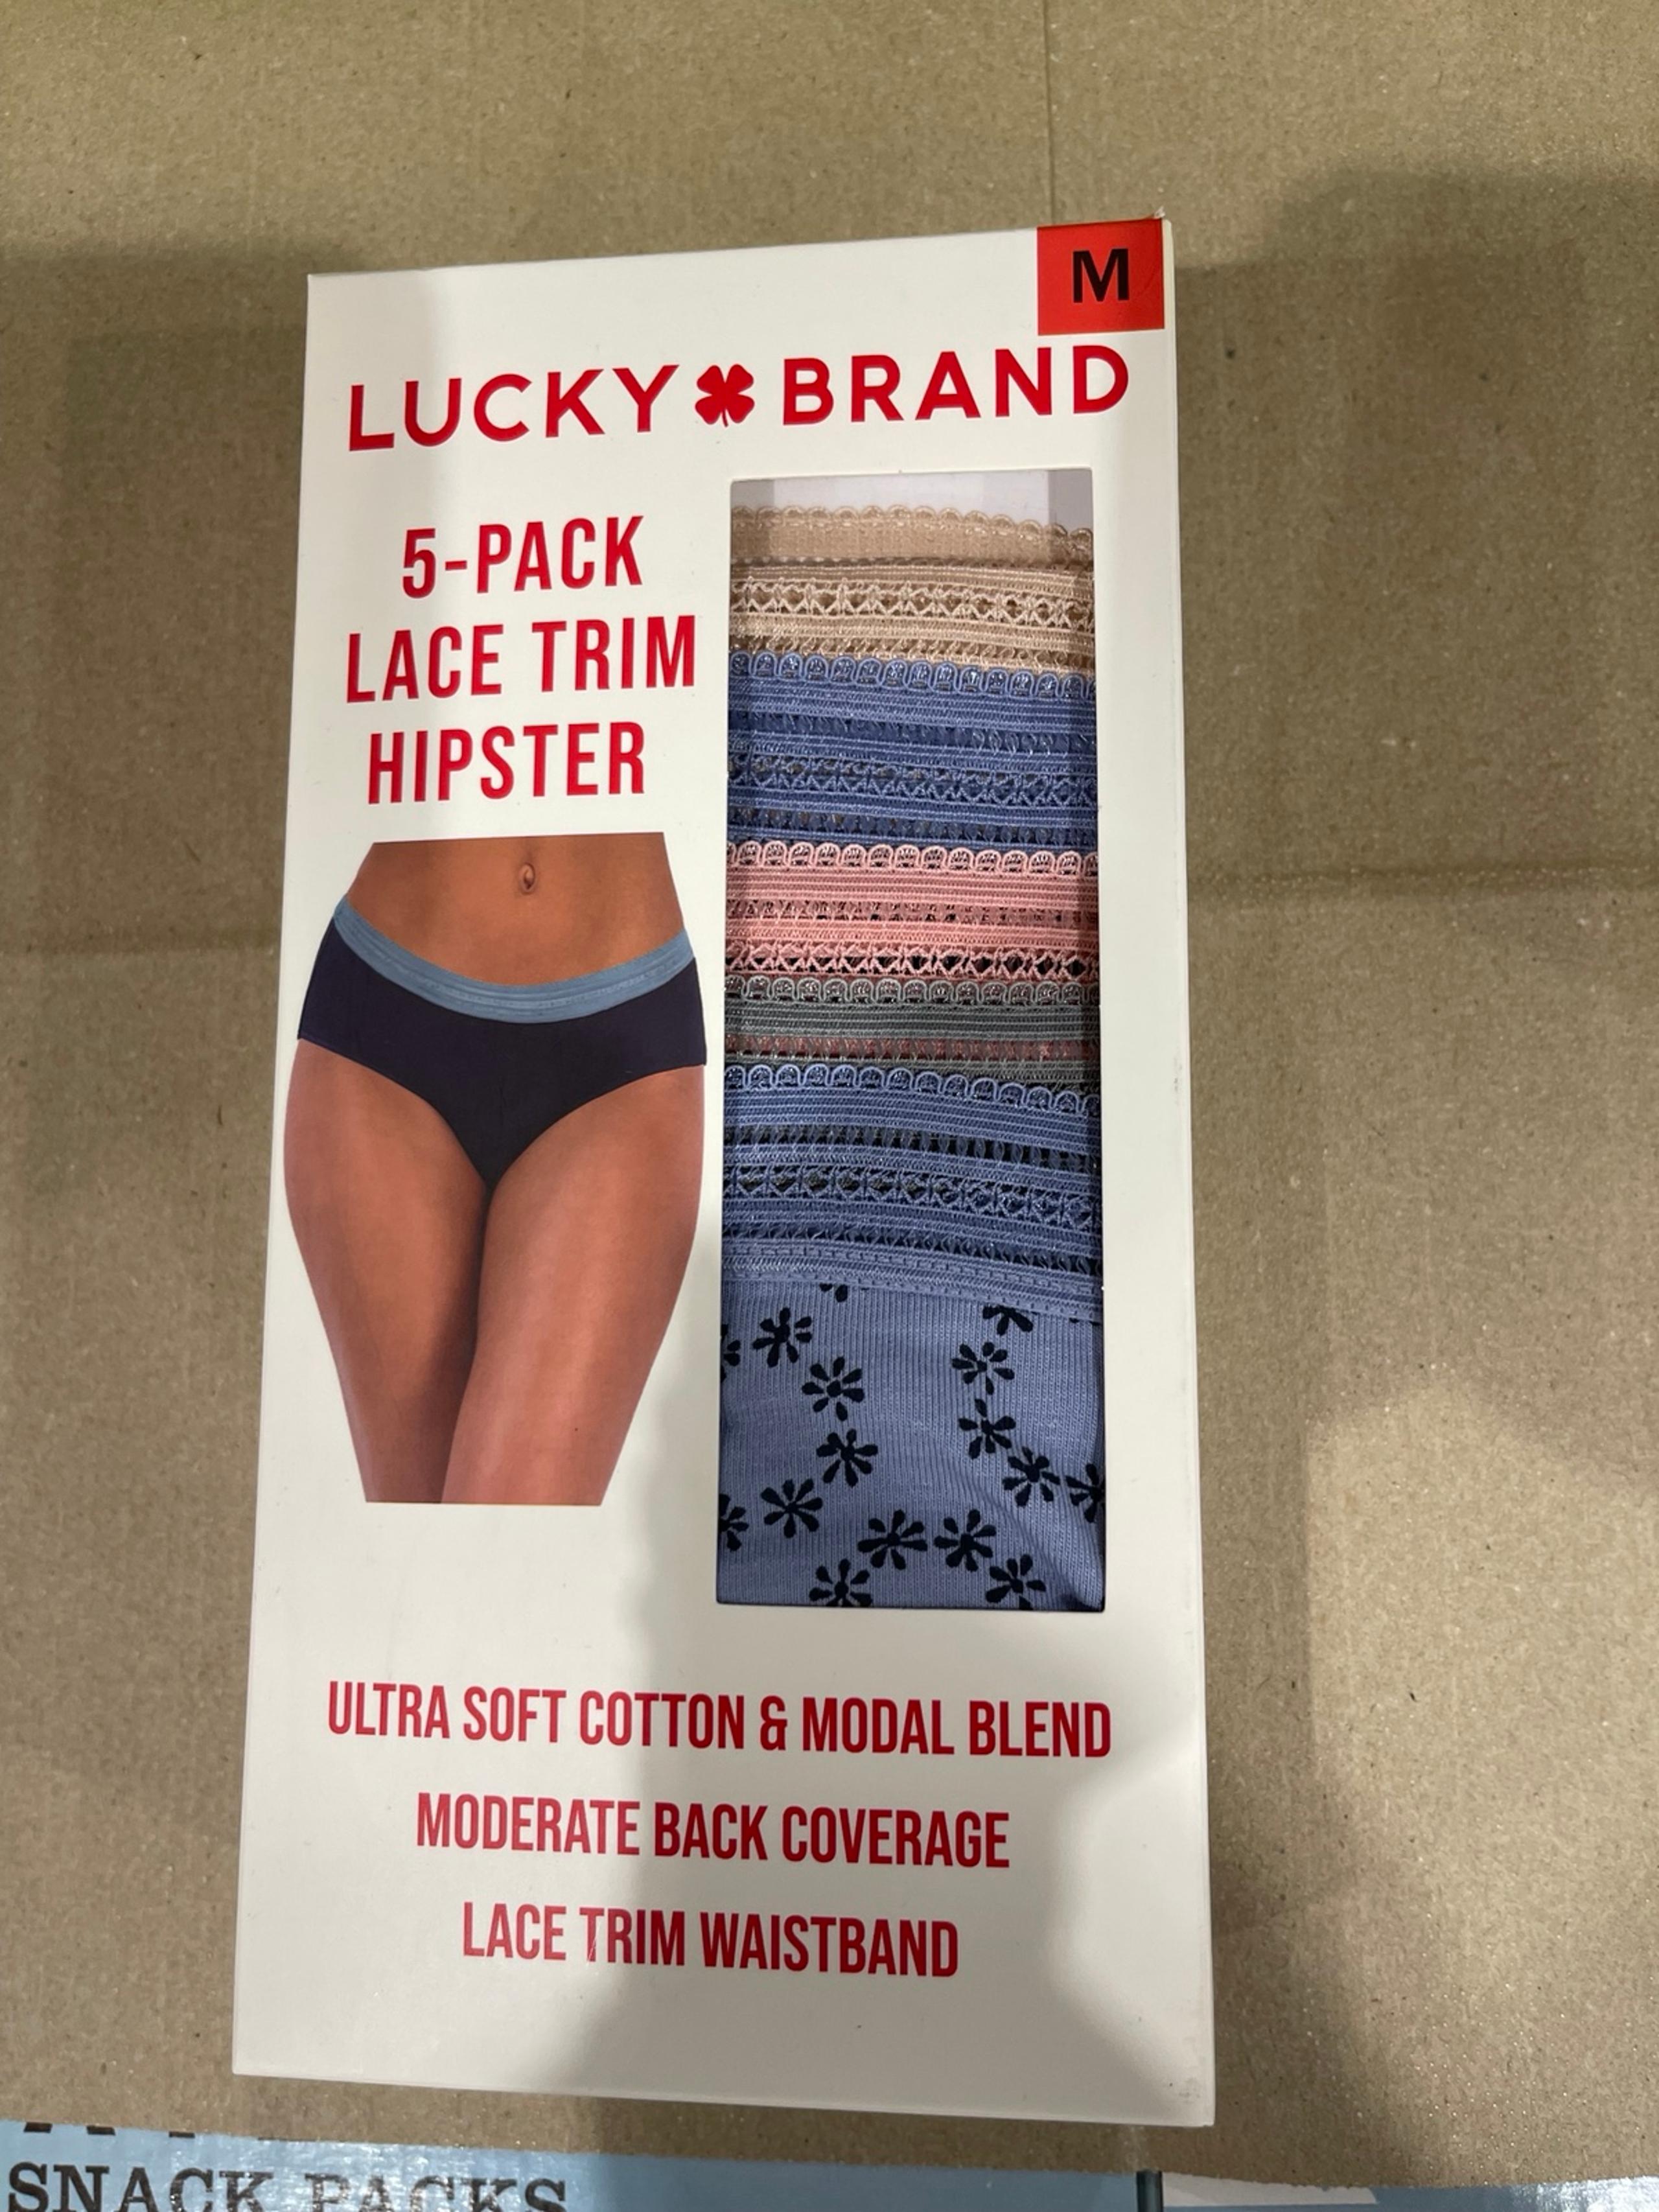 M
LUCKY BRAND
5-PACK
LACE TRIM
HIPSTER
ULTRA SOFT COTTON & MODAL BLEND
MODERATE BACK COVERAGE
LACE TRIM WAISTBAND
SNACK PACKS